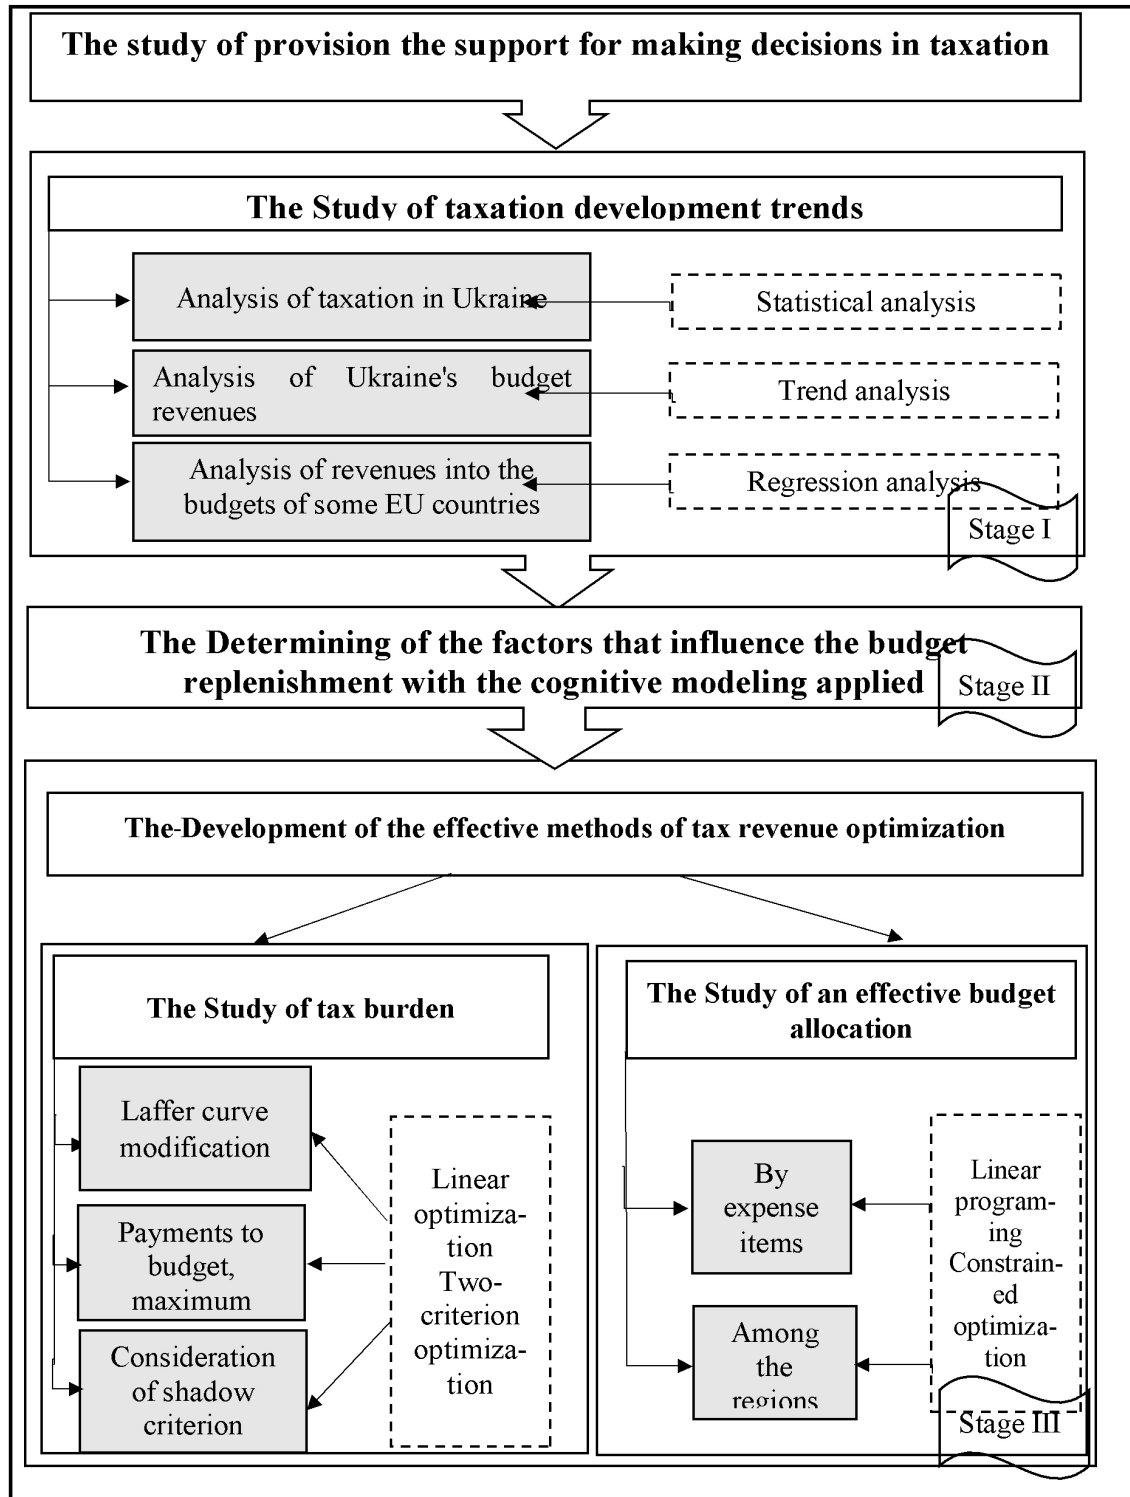 The study of provision the support for making decisions in taxation
The Study of taxation development trends
Analysis of taxation in Ukraine
Statistical analysis
Analysis of Ukraine's budget
revenues
Trend analysis
Analysis of revenues into the
budgets of some EU countries
Regression analysis
Stage I
The Determining of the factors that influence the budget
replenishment with the cognitive modeling applied
Stage II
The-Development of the effective methods of tax revenue optimization
The Study of tax burden
Laffer curve
modification
Payments to
budget,
maximum
Consideration
of shadow
criterion
Linear
optimiza-
tion
Two-
criterion
optimiza-
tion
The Study of an effective budget
allocation
By
expense
items
Among
the
regions
Linear
program-
ing
Constrain-
ed
optimiza-
tion
Stage III